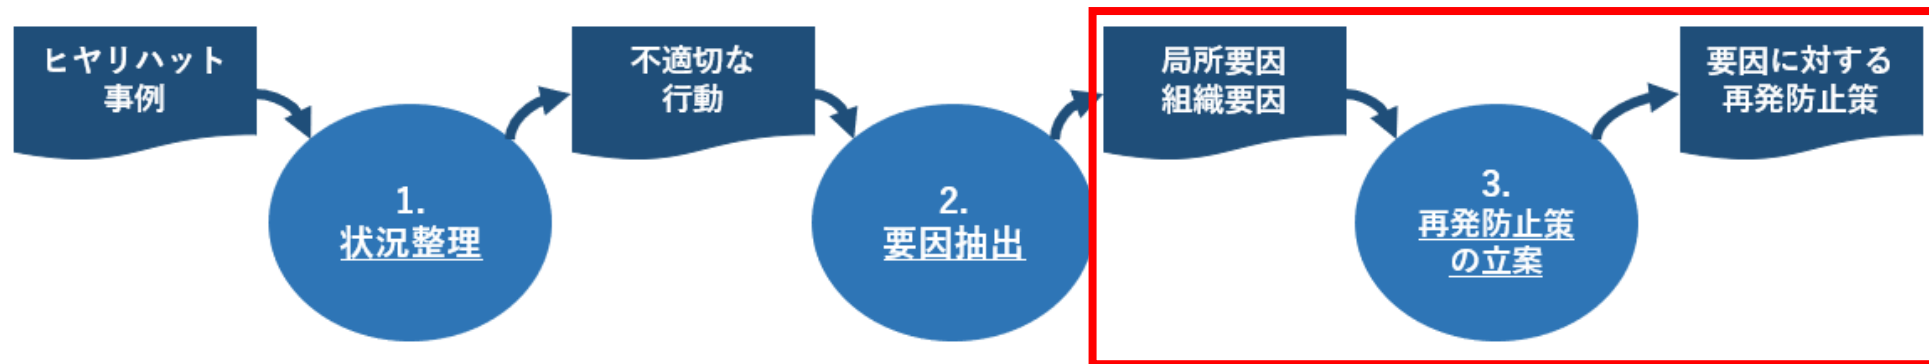 ヒヤリハット
事例
1.
状況整理
不適切な
行動
2.
要因抽出
局所要因
組織要因
3.
再発防止策
の立案
要因に対する
再発防止策